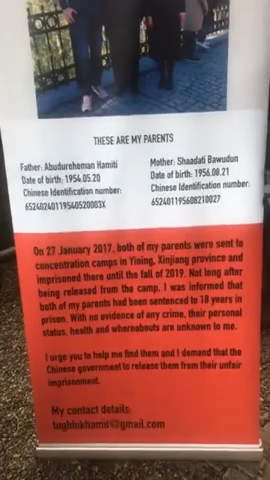 THESE ARE MY PARENTS
Father: Abudureheman Hamiti
Date of birth: 1954.05.20
Chinese Identification number:
65240240119540520003X
Mother: Shaadati Bawudun
Date of birth: 1956.08.21
Chinese Identification number:
652401195608210027
On 27 January 2017, both of my parents were sent to
concentration camps in Yining, Xinjiang province and
imprisoned there until the fall of 2019. Not long after
being released from the camp, I was informed that
both of my parents had been sentenced to 18 years in
prison. With no evidence of any crime, their personal
status, health and whereabouts are unknown to me.
I urge you to help me find them and I demand that the
Chinese government to release them from their unfair
imprisonment.
My contact details:
tughlukhamit@gmail.com